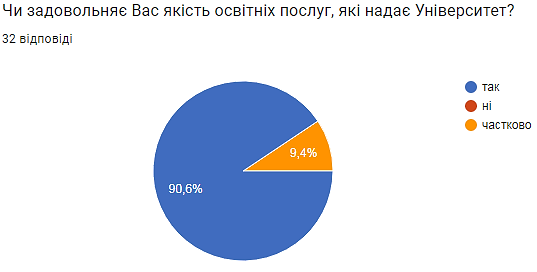 Чи задовольняє Вас якість освітніх послуг, які надає Університет?
32 відповіді
так
ні
частково
9,4%
90,6%